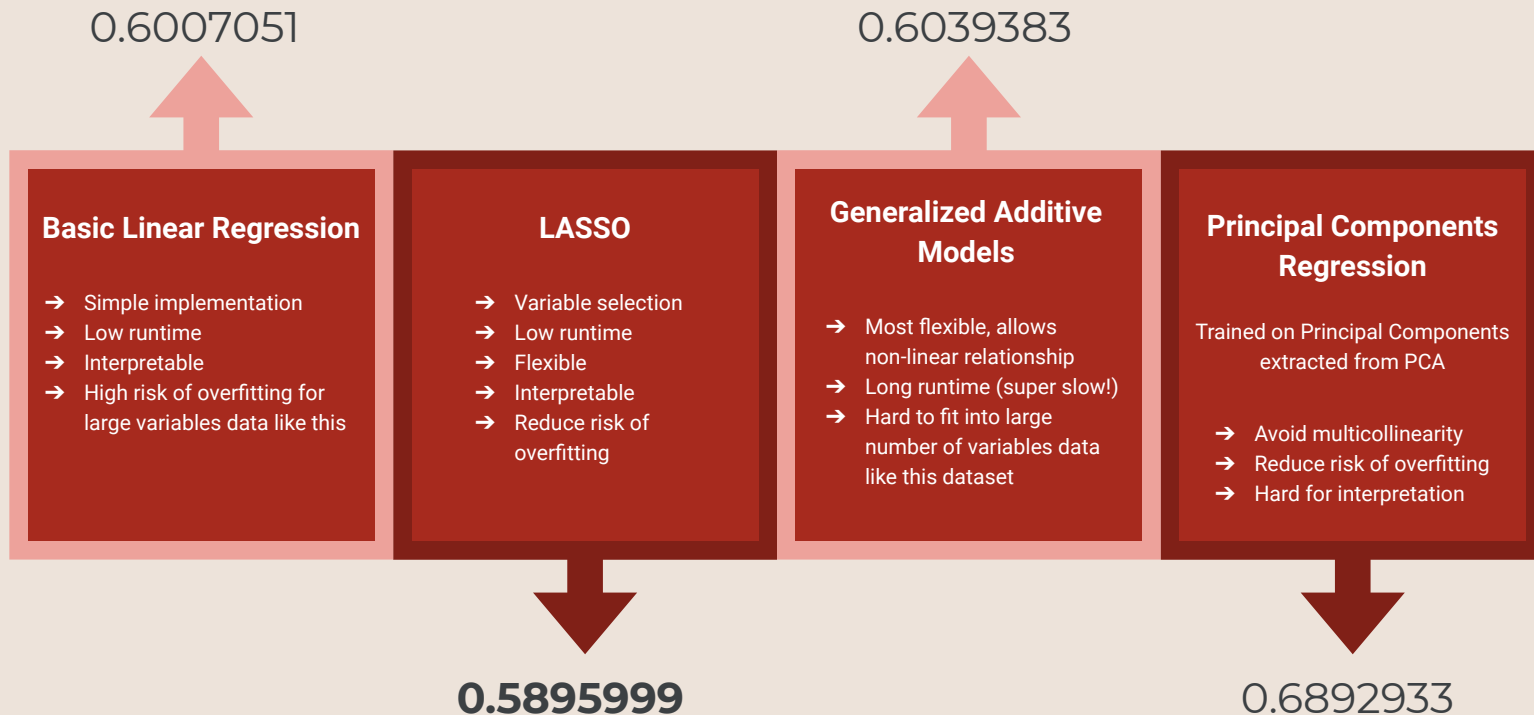 0.6007051
0.6039383
Basic Linear Regression
➔ Simple implementation
➔ Low runtime
➔ Interpretable
➔ High risk of overfitting for
large variables data like this
LASSO
➔ Variable selection
➔ Low runtime
➔ Flexible
➔ Interpretable
➔ Reduce risk of
overfitting
Generalized Additive
Models
➔ Most flexible, allows
non-linear relationship
➔ Long runtime (super slow!)
➔ Hard to fit into large
number of variables data
like this dataset
Principal Components
Regression
Trained on Principal Components
extracted from PCA
➔ Avoid multicollinearity
➔ Reduce risk of overfitting
➔ Hard for interpretation
0.5895999
0.6892933